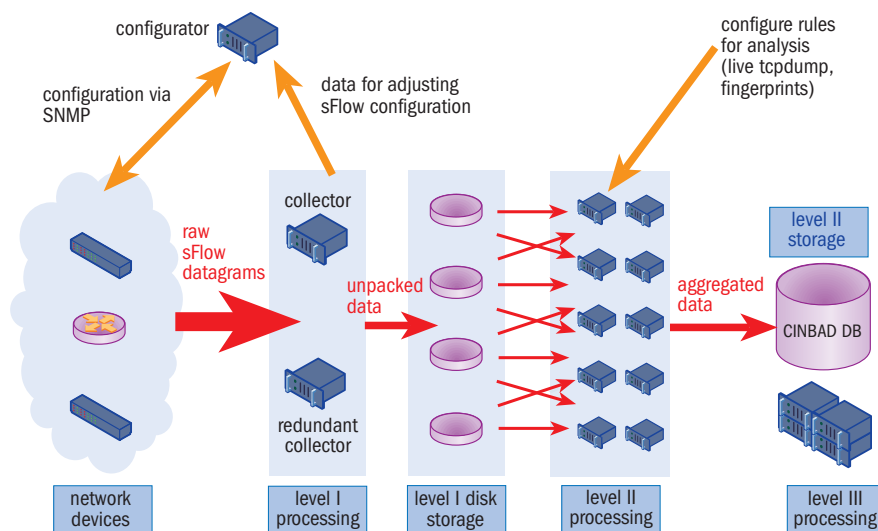 configurator
configuration via
SNMP
data for adjusting
sFlow configuration
configure rules
for analysis
(live tcpdump,
fingerprints)
raw
sFlow
datagrams
collector
redundant
collector
unpacked
data
aggregated
data
level II
storage
CINBAD DB
network
devices
level I
processing
level I disk
storage
level II
processing
level III
processing